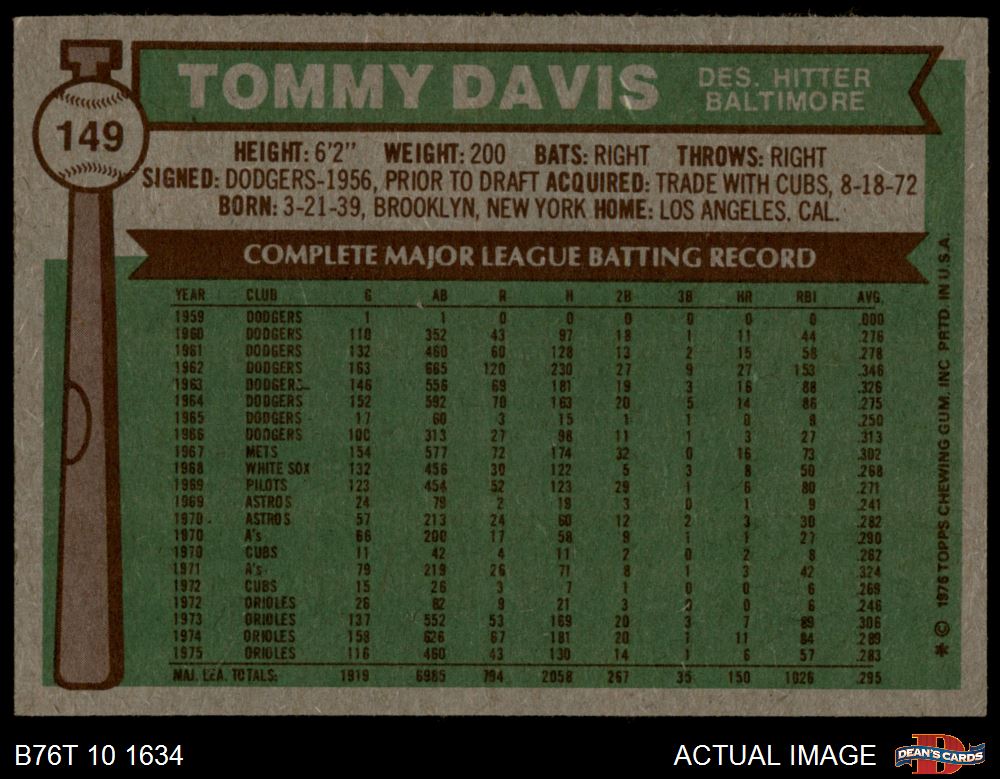 TOMMY DAVIS
DES. HITTER
BALTIMORE
149
HEIGHT: 6'2" WEIGHT: 200 BATS: RIGHT THROWS: RIGHT
SIGNED: DODGERS-1956, PRIOR TO DRAFT ACQUIRED: TRADE WITH CUBS, 8-18-72
BORN: 3-21-39, BROOKLYN, NEW YORK HOME: LOS ANGELES, CAL.
COMPLETE MAJOR LEAGUE BATTING RECORD
YEAR CLUB G AB R H 2B 3B HR RBI AVG.
1959 DODGERS 1 1 0 0 0 0 0 0 .000
1960 DODGERS 110 352 43 97 18 1 11 44 .276
1961 DODGERS 132 460 60 128 13 2 15 58 .278
1962 DODGERS 163 665 120 230 27 9 27 153 .346
1963 DODGERS 146 556 69 181 19 3 16 88 .326
1964 DODGERS 152 592 70 163 20 5 14 86 .275
1965 DODGERS 17 60 3 15 1 1 0 8 .250
1966 DODGERS 100 313 27 98 11 1 3 27 .313
1967 METS 154 577 72 174 32 0 16 73 .302
1968 WHITE SOX 132 456 30 122 5 3 8 50 .268
1969 PILOTS 123 454 52 123 29 1 6 80 .271
1969 ASTROS 24 79 2 19 3 0 1 9 .241
1970 ASTROS 57 213 24 60 12 2 3 30 .282
1970 A's 66 200 17 58 9 1 1 27 .290
1970 CUBS 11 42 4 11 2 0 2 8 .262
1971 A's 79 219 26 71 8 1 3 42 .324
1972 CUBS 15 26 3 7 1 0 0 6 .269
1972 ORIOLES 26 82 9 21 3 0 0 6 .246
1973 ORIOLES 137 552 53 169 20 3 7 89 .306
1974 ORIOLES 158 626 67 181 20 1 11 84 .289
1975 ORIOLES 116 460 43 130 14 1 6 57 .283
MAJ. LEA. TOTALS: 1919 6985 794 2058 267 35 150 1026 .295
* © 1976 TOPPS CHEWING GUM, INC. PRTD. IN U.S.A.
B76T 10 1634
ACTUAL IMAGE
DEAN'S CARDS